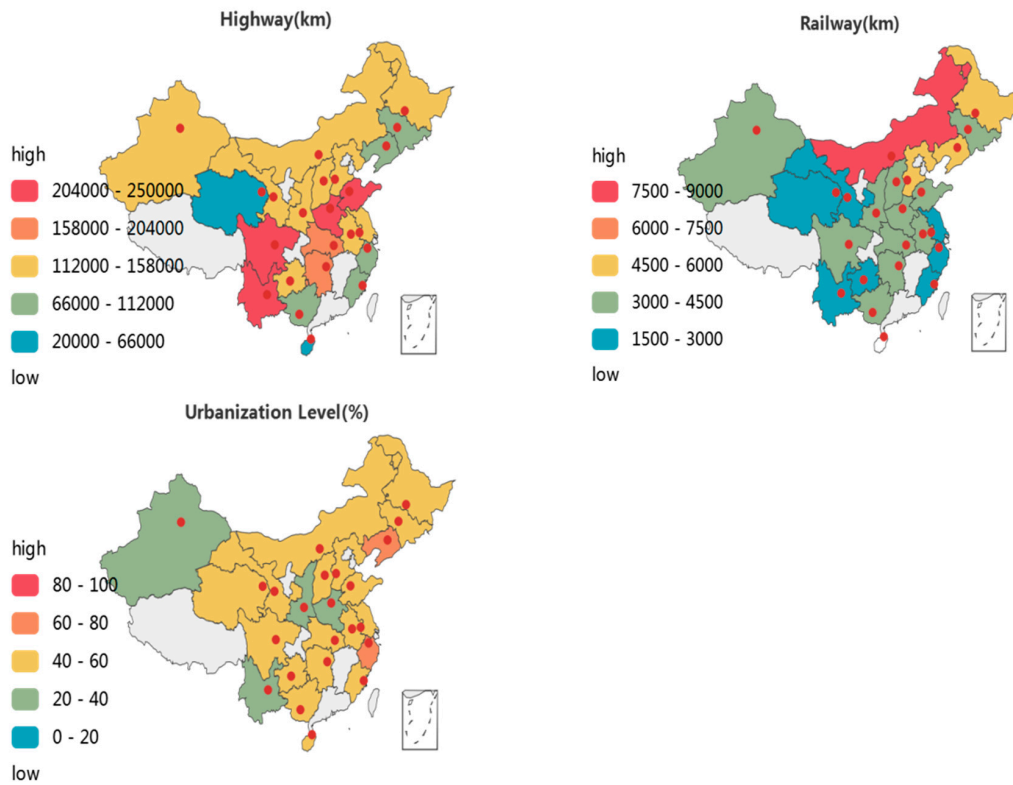 Highway(km)
high
204000 - 250000
158000 - 204000
112000 - 158000
66000 - 112000
20000 - 66000
low
Railway(km)
high
7500 - 9000
6000 - 7500
4500 - 6000
3000 - 4500
1500 - 3000
low
Urbanization Level(%)
high
80 - 100
60 - 80
40 - 60
20 - 40
0 - 20
low